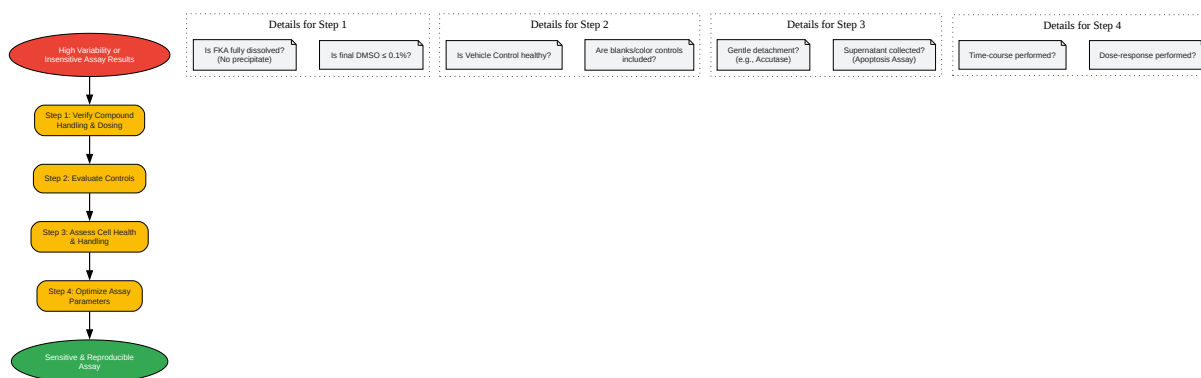 High Variability or
Insensitive Assay Results
Step 1: Verify Compound
Handling & Dosing
Step 2: Evaluate Controls
Step 3: Assess Cell Health
& Handling
Step 4: Optimize Assay
Parameters
Sensitive & Reproducible
Assay
Details for Step 1
Is FKA fully dissolved?
(No precipitate)
Is final DMSO ≤ 0.1%?
Details for Step 2
Is Vehicle Control healthy?
Are blanks/color controls
included?
Details for Step 3
Gentle detachment?
(e.g., Accutase)
Supernatant collected?
(Apoptosis Assay)
Details for Step 4
Time-course performed?
Dose-response performed?